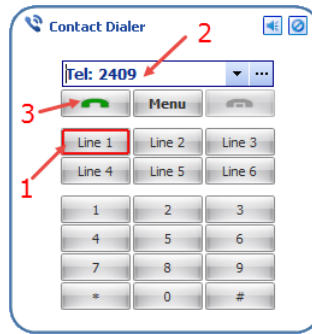 Contact Dialer
2
Tel: 2409
3
Menu
Line 1 Line 2 Line 3
1
Line 4 Line 5 Line 6
1 2 3
4 5 6
7 8 9
* 0 #